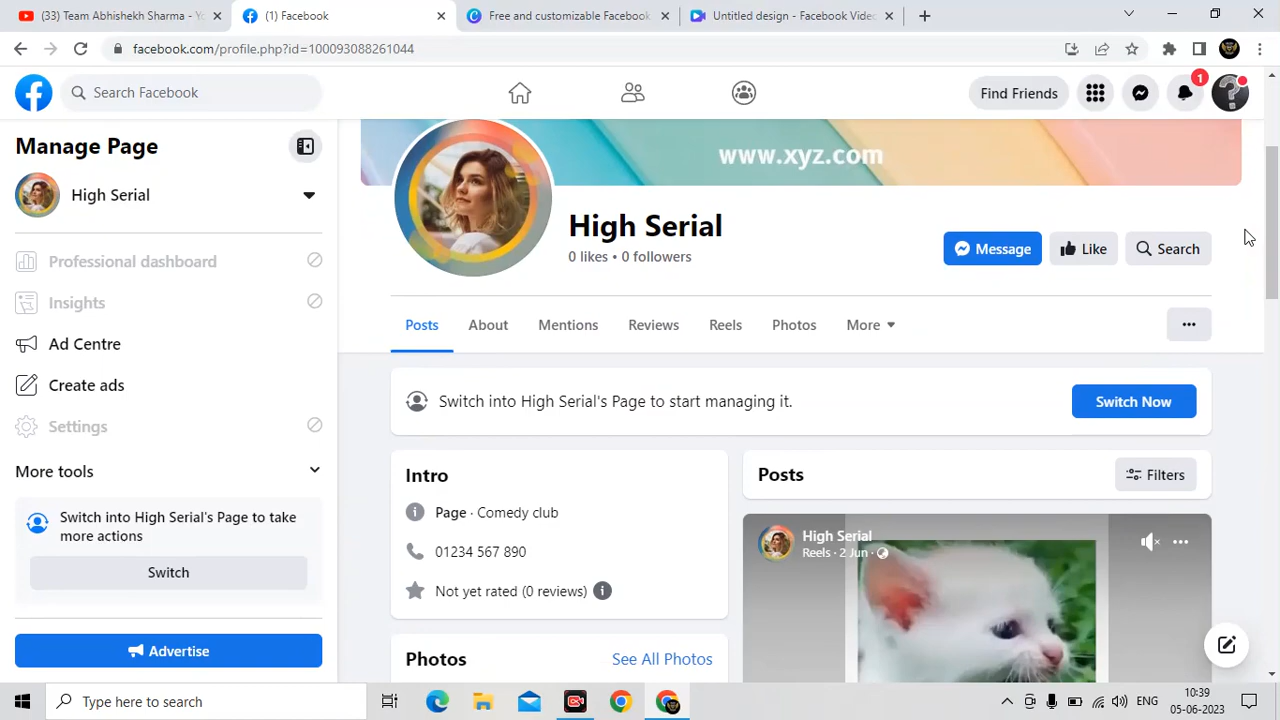 (33) Team Abhishekh Sharma - Yo
(1) Facebook
Free and customizable Facebook
Untitled design - Facebook Video
facebook.com/profile.php?id=100093088261044
Search Facebook
Find Friends
1
Manage Page
High Serial
Professional dashboard
Insights
Ad Centre
Create ads
Settings
More tools
Switch into High Serial's Page to take
more actions
Switch
Advertise
www.xyz.com
High Serial
0 likes • 0 followers
Message
Like
Search
Posts
About
Mentions
Reviews
Reels
Photos
More
Switch into High Serial's Page to start managing it.
Switch Now
Intro
Page · Comedy club
01234 567 890
Not yet rated (0 reviews)
Photos
See All Photos
Posts
Filters
High Serial
Reels · 2 Jun ·
Type here to search
ENG
10:39
05-06-2023